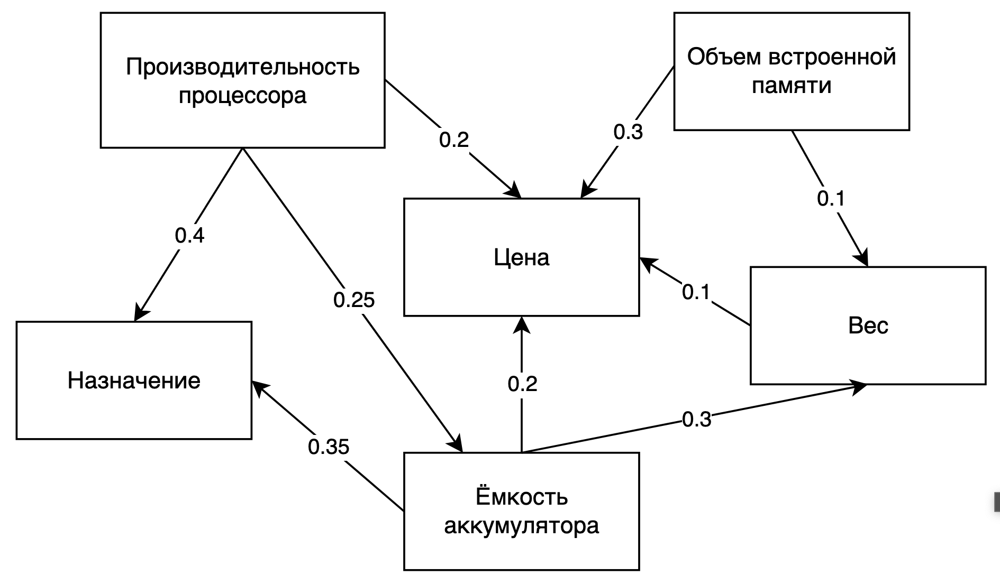 Производительность
процессора
Объем встроенной
памяти
0.2
0.3
0.1
0.4
Цена
0.25
0.1
Вес
Назначение
0.2
0.3
0.35
Ёмкость
аккумулятора